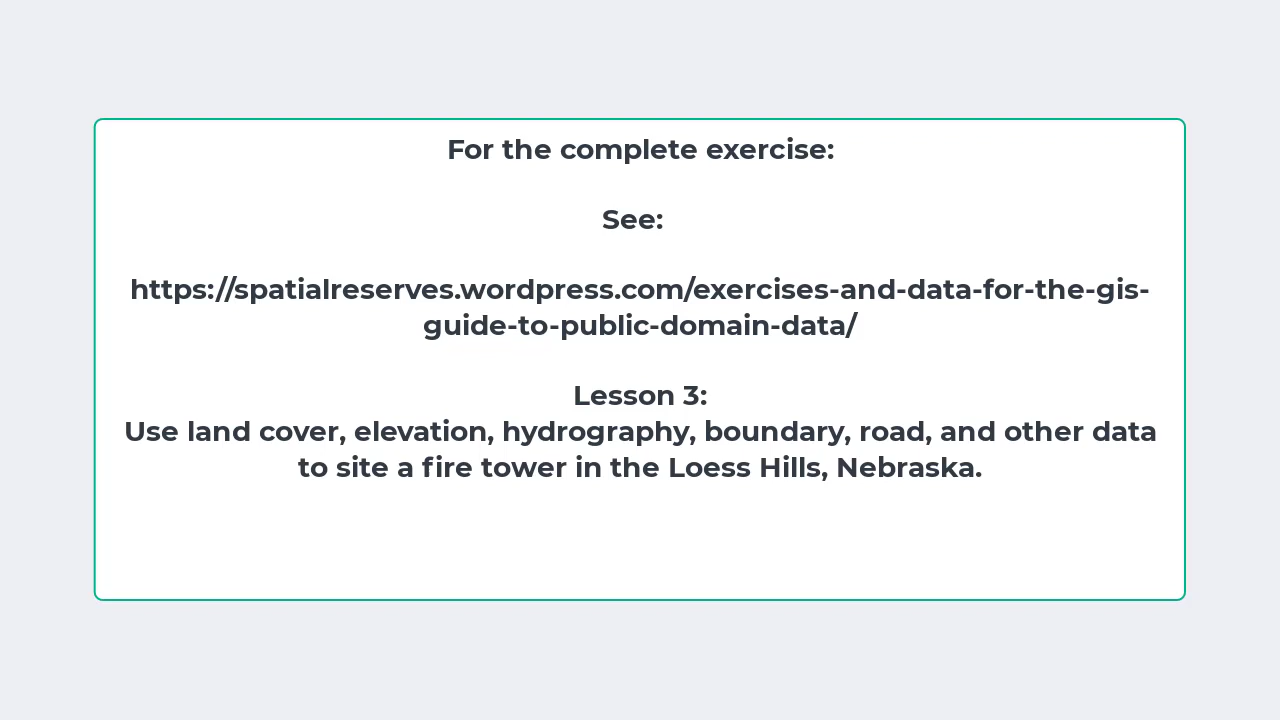 For the complete exercise:
See:
https://spatialreserves.wordpress.com/exercises-and-data-for-the-gis-
guide-to-public-domain-data/
Lesson 3:
Use land cover, elevation, hydrography, boundary, road, and other data
to site a fire tower in the Loess Hills, Nebraska.